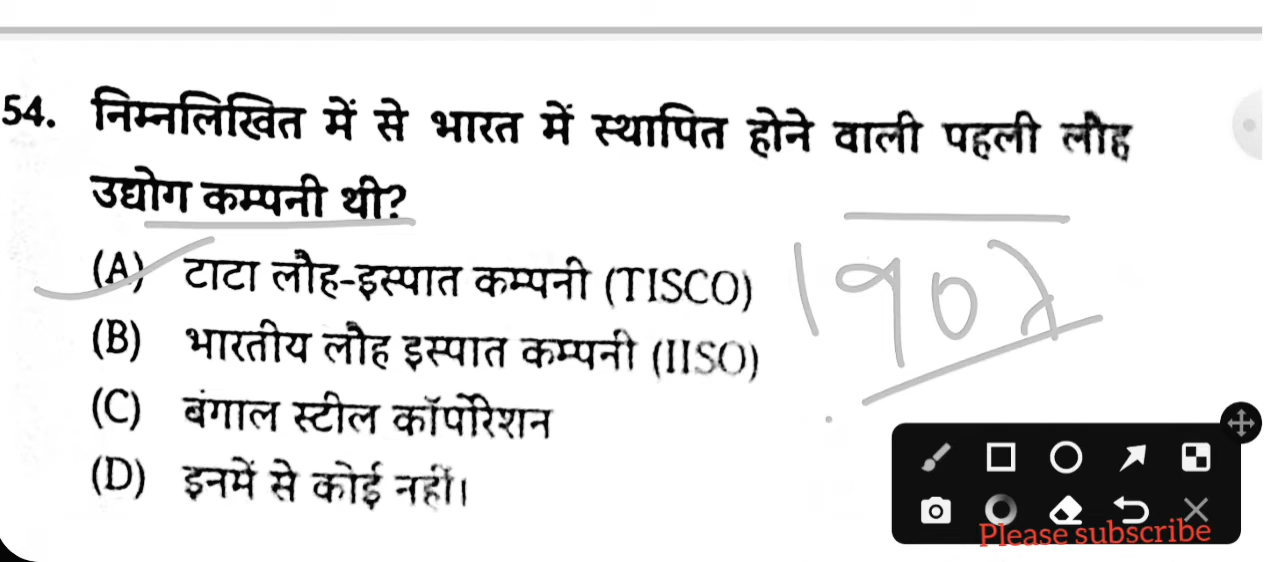 54. निम्नलिखित में से भारत में स्थापित होने वाली पहली लौह
उद्योग कम्पनी थी?
(A) टाटा लौह-इस्पात कम्पनी (TISCO)
1907
(B) भारतीय लौह इस्पात कम्पनी (IISO)
(C) बंगाल स्टील कॉर्पोरेशन
(D) इनमें से कोई नहीं।
Please subscribe